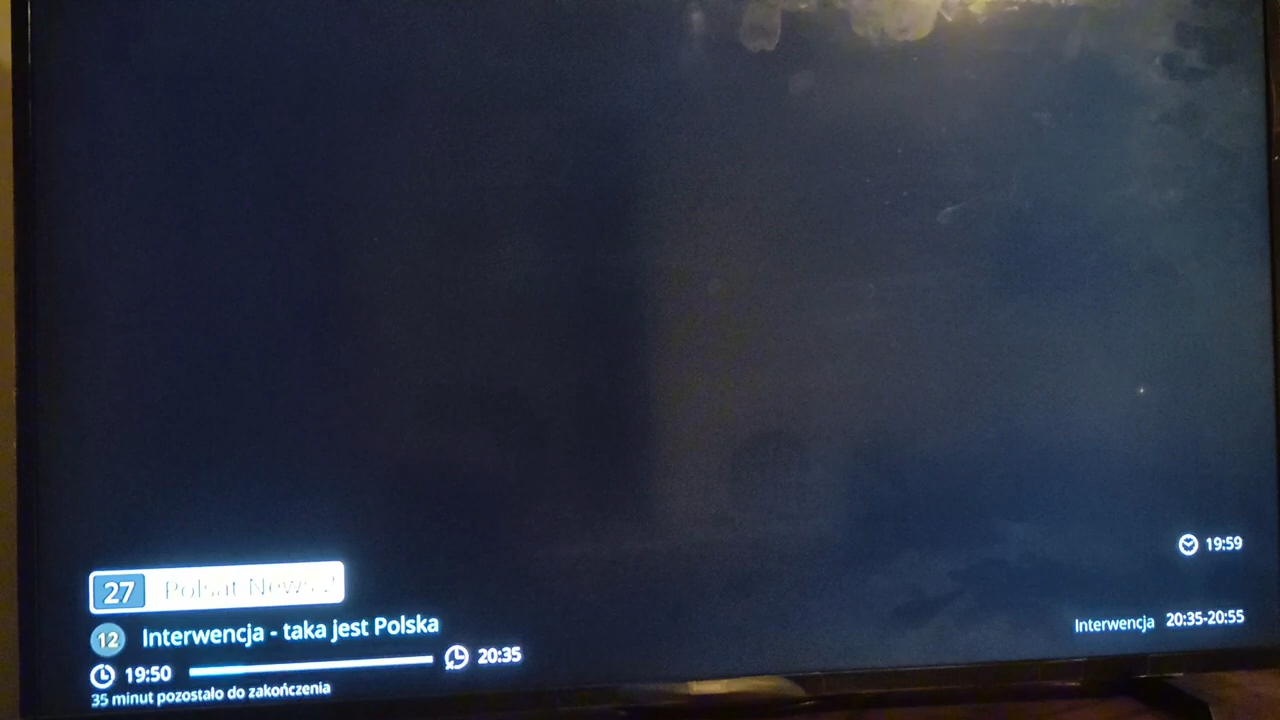 19:59
27 Polsat News 2
12 Interwencja - taka jest Polska
Interwencja 20:35-20:55
19:50 20:35
35 minut pozostało do zakończenia